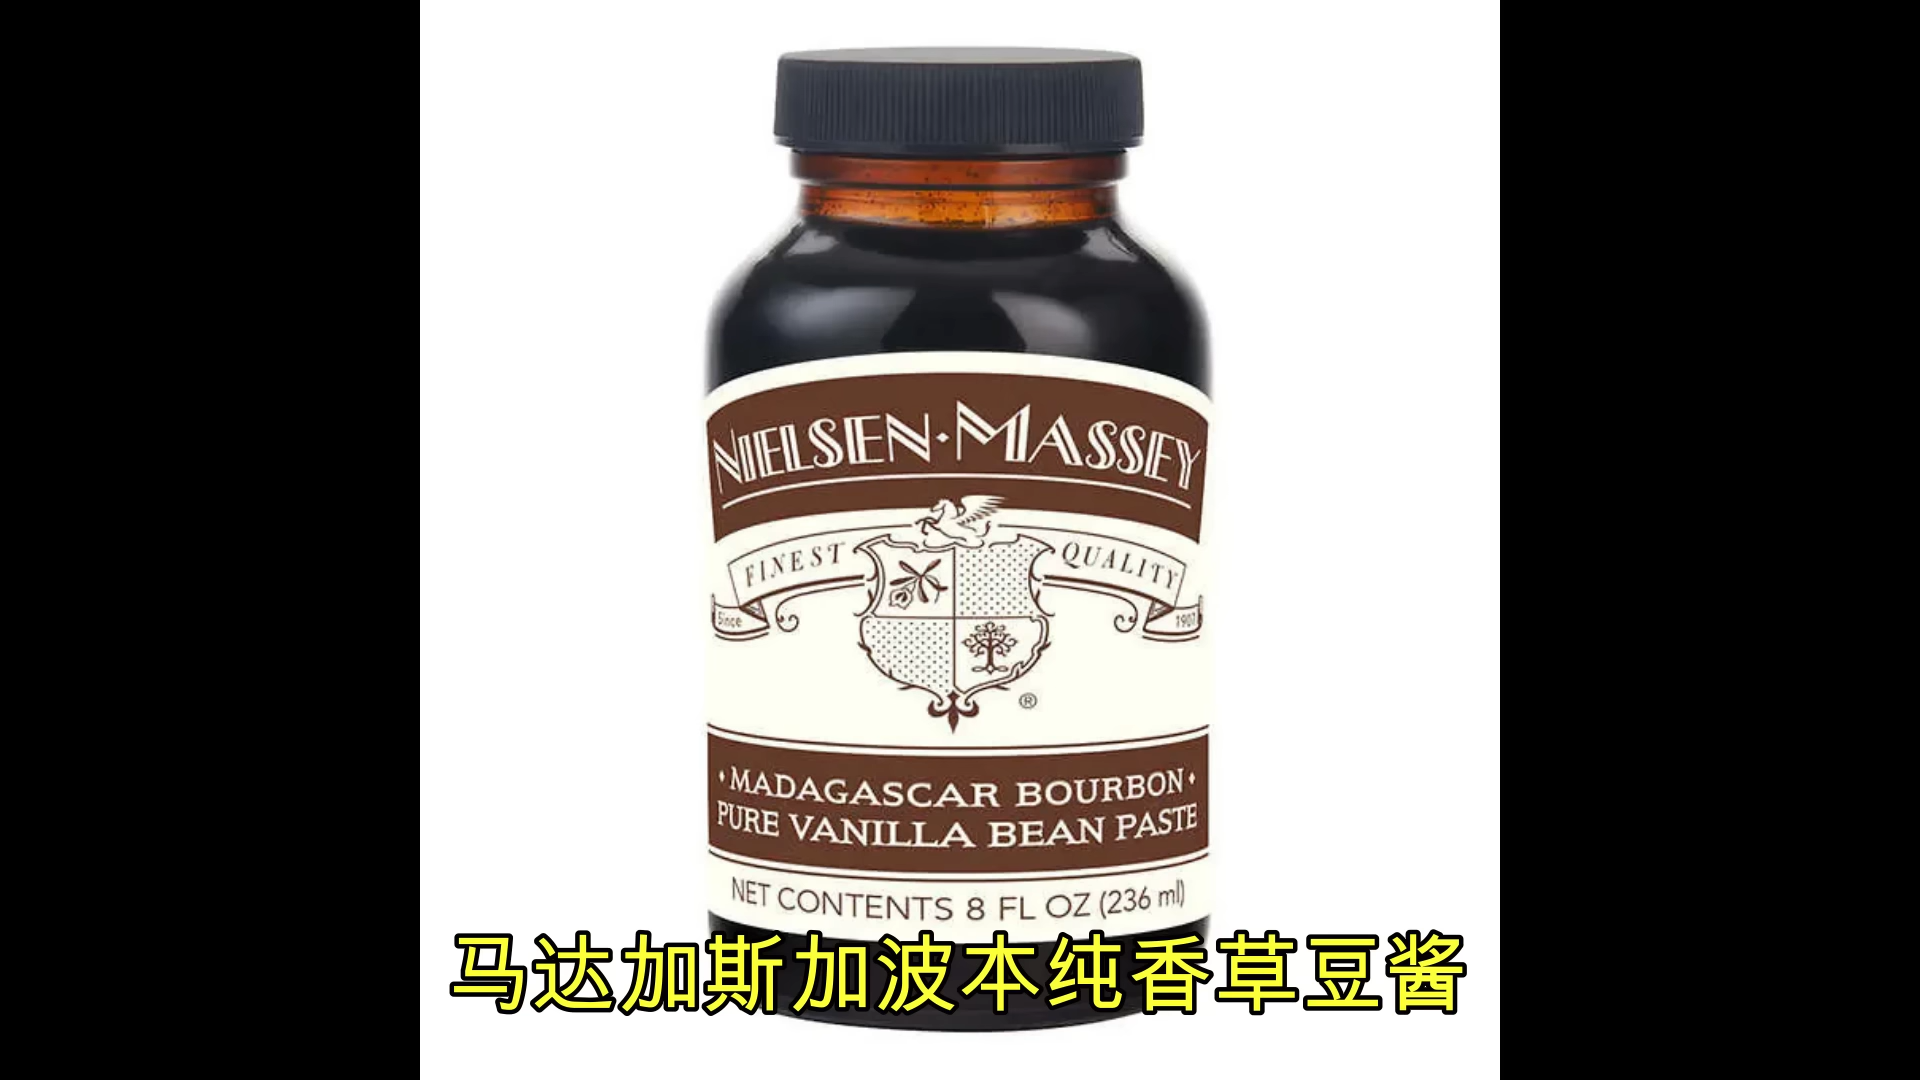 NIELSEN·MASSEY
FINEST QUALITY
Since 1907
®
•MADAGASCAR BOURBON•
PURE VANILLA BEAN PASTE
NET CONTENTS 8 FL OZ (236 ml)
马达加斯加波本纯香草豆酱